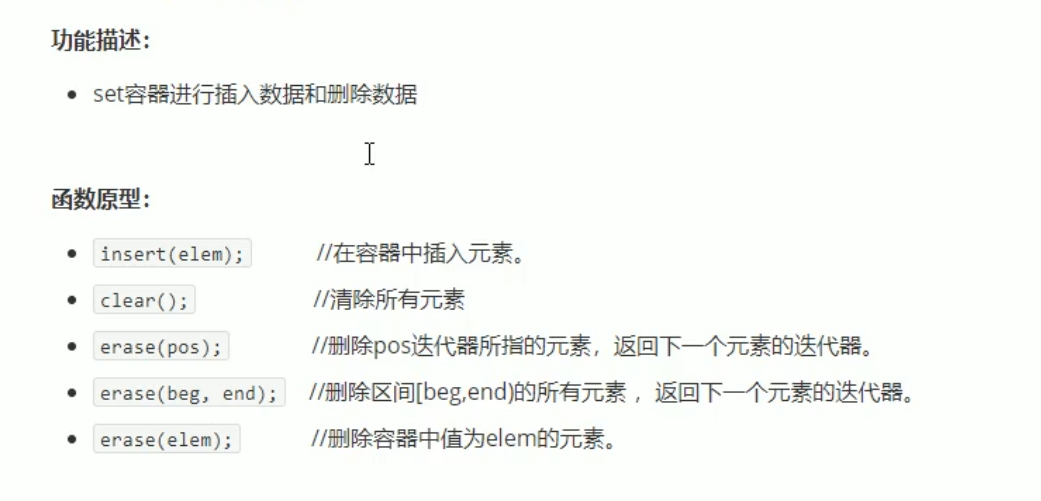 功能描述：
set容器进行插入数据和删除数据
函数原型：
insert(elem); //在容器中插入元素。
clear(); //清除所有元素
erase(pos); //删除pos迭代器所指的元素，返回下一个元素的迭代器。
erase(beg, end); //删除区间[beg,end)的所有元素 ，返回下一个元素的迭代器。
erase(elem); //删除容器中值为elem的元素。